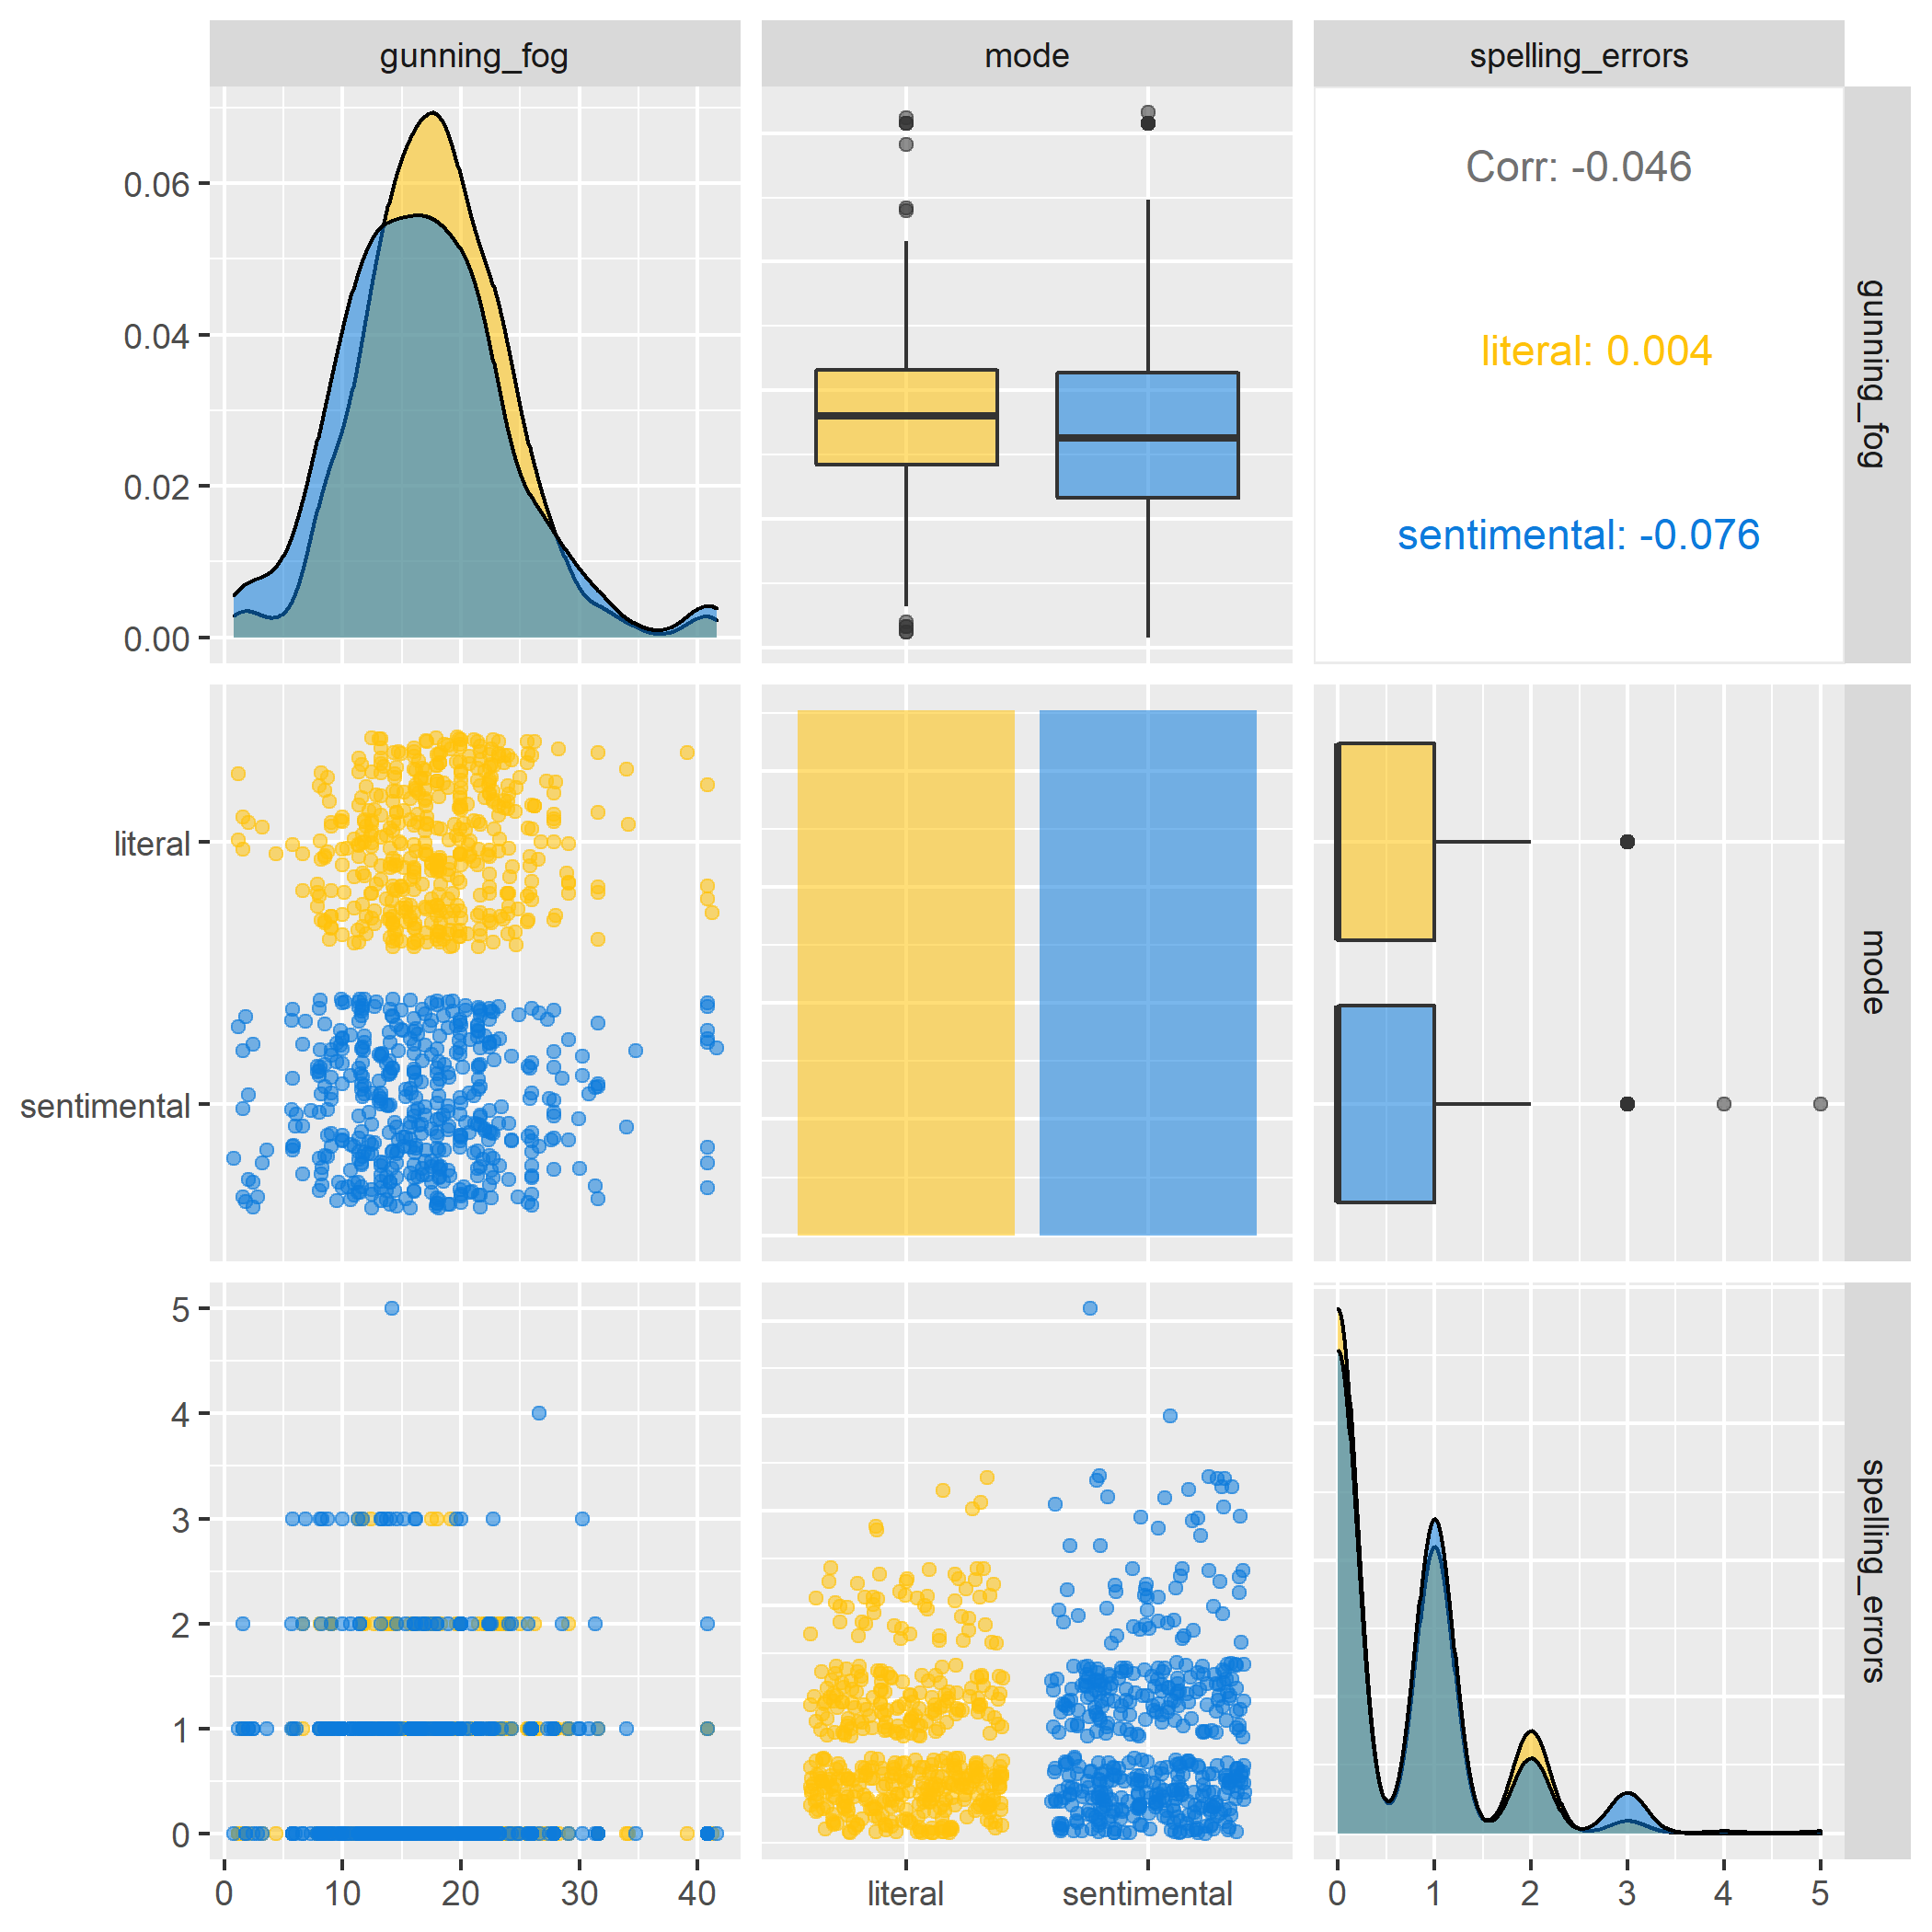 gunning_fog
mode
spelling_errors
0.06
0.04
0.02
0.00
Corr: -0.046
literal: 0.004
sentimental: -0.076
gunning_fog
literal
sentimental
mode
5
4
3
2
1
0
spelling_errors
0 10 20 30 40
literal sentimental
0 1 2 3 4 5